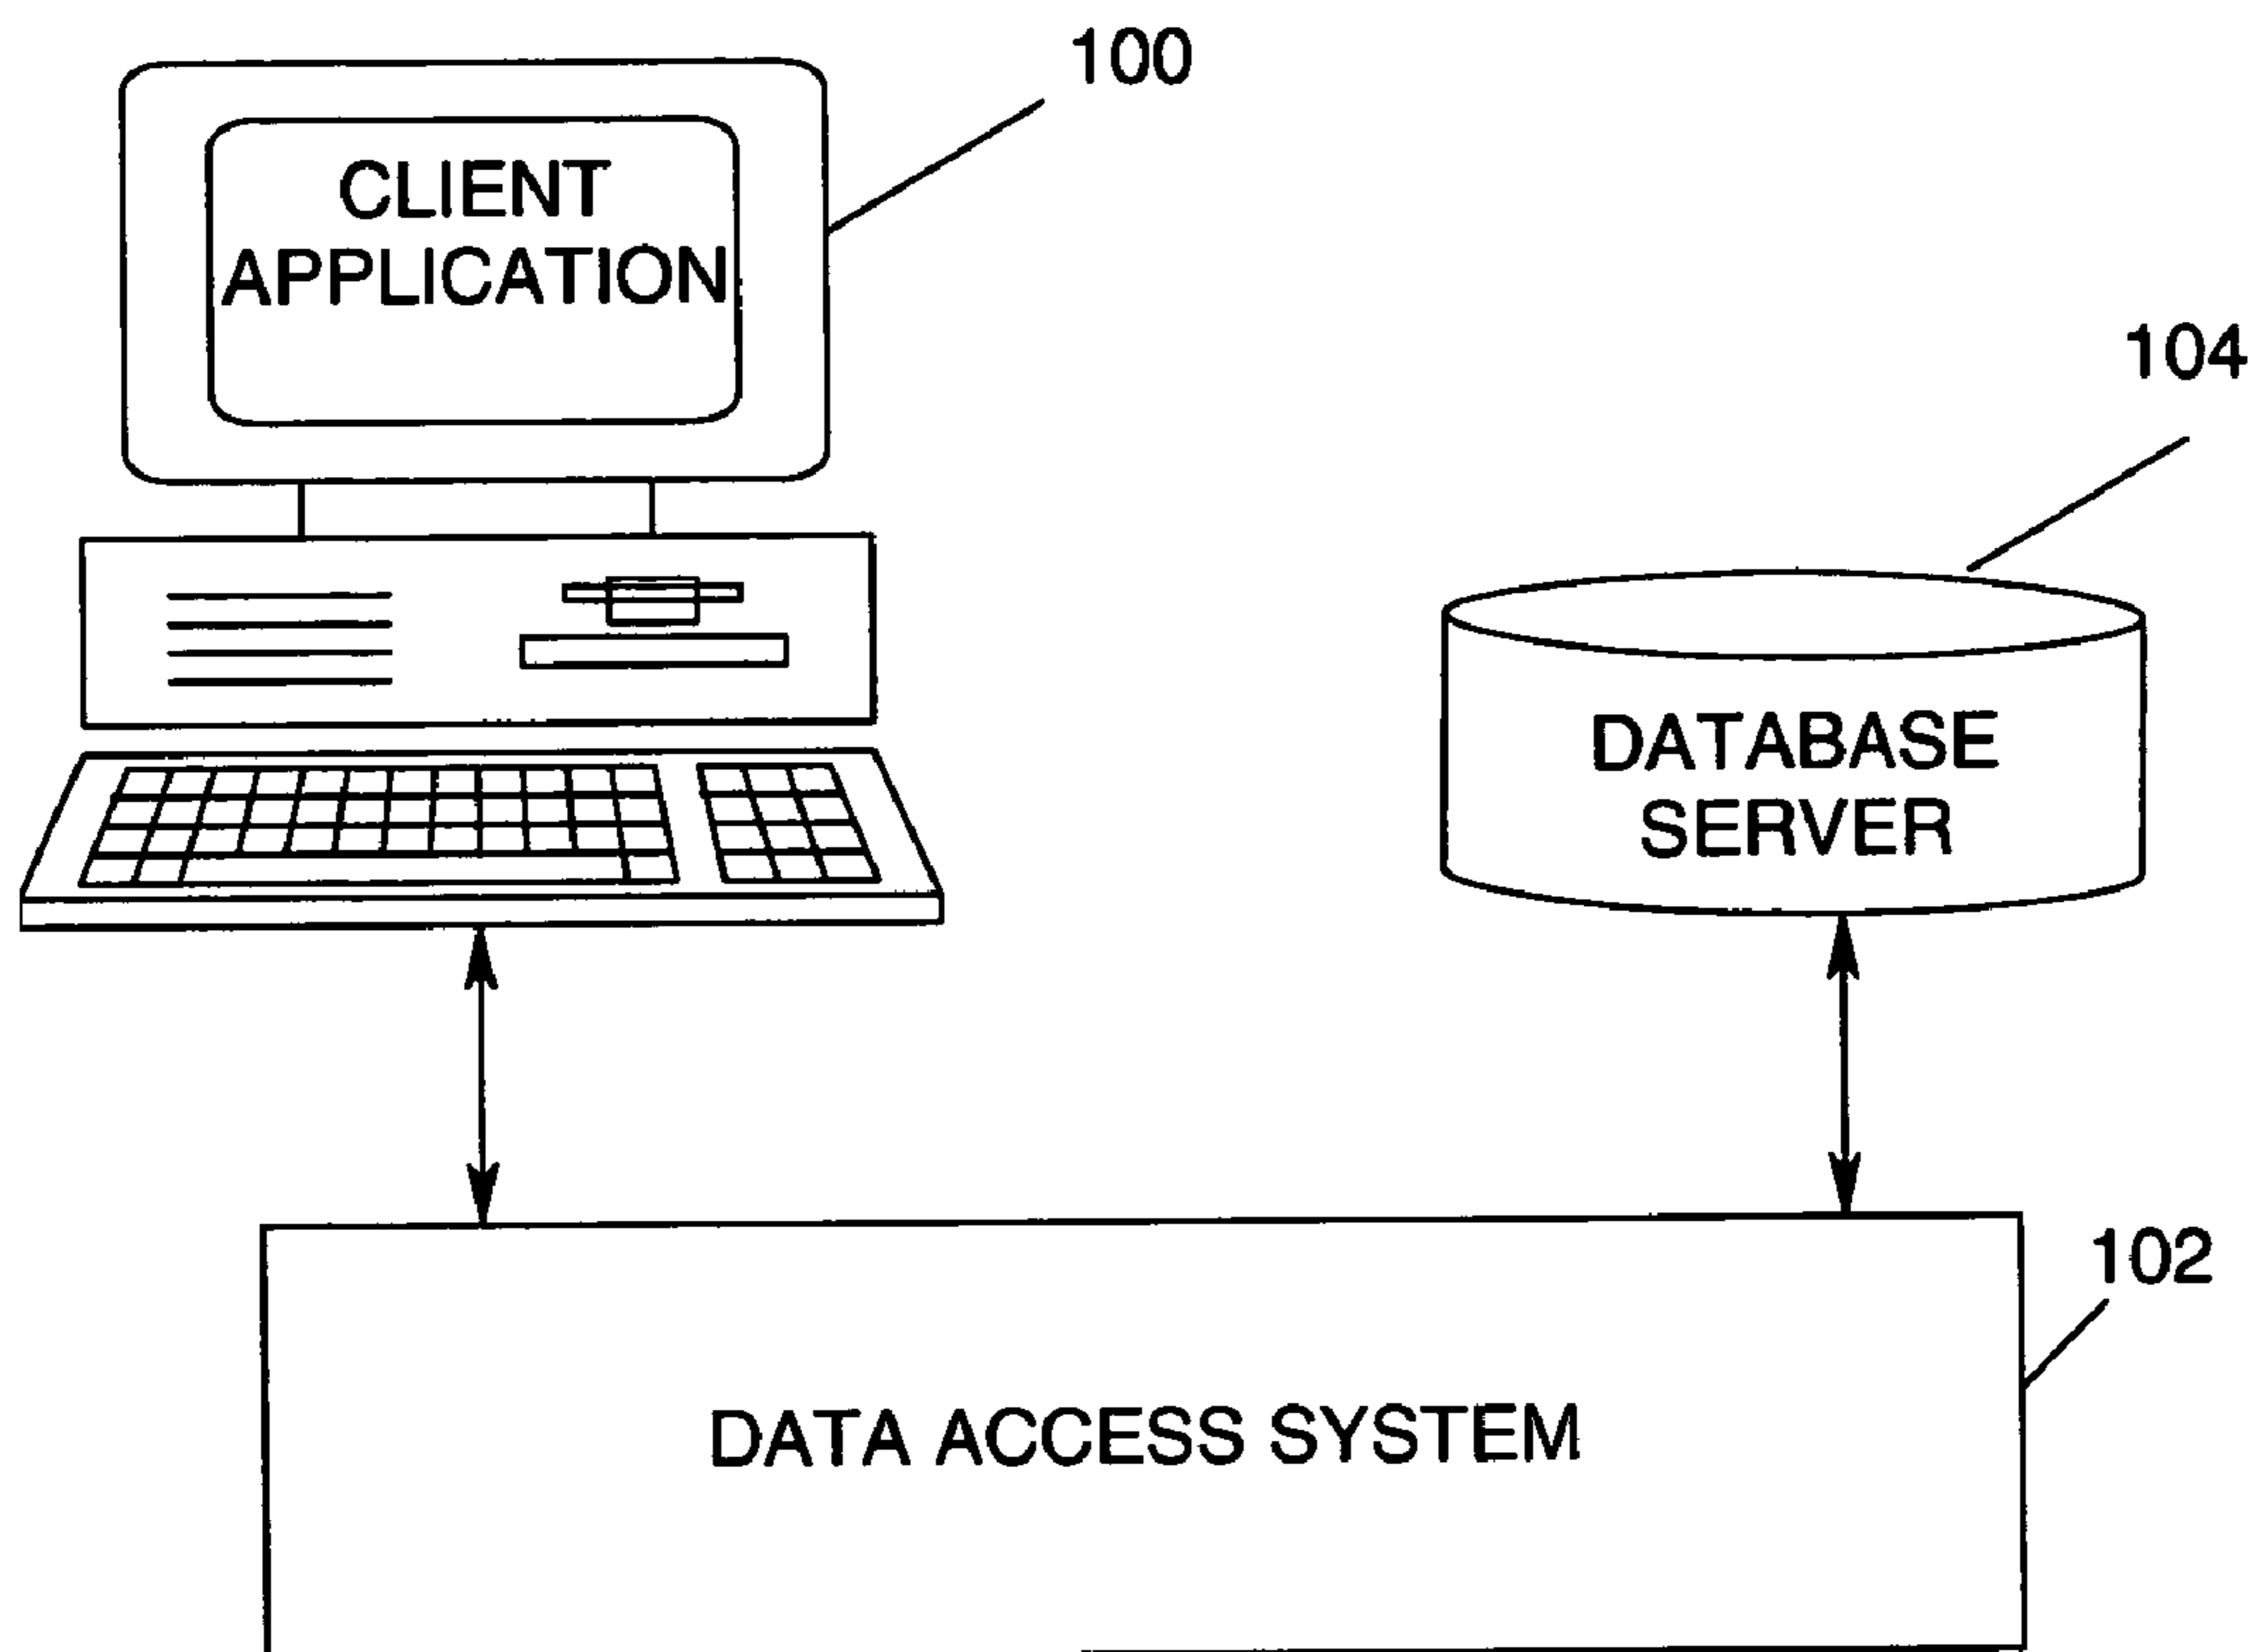 100
CLIENT
APPLICATION
104
DATABASE
SERVER
102
DATA ACCESS SYSTEM